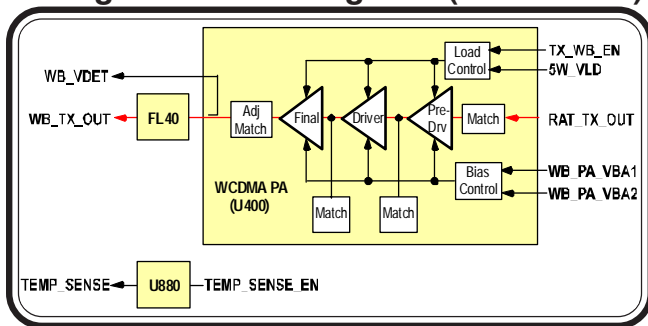 Load
Control
TX_WB_EN
5W_VLD
WB_VDET
WB_TX_OUT
FL40
Adj
Match
Final
Driver
Pre-
Drv
Match
RAT_TX_OUT
WCDMA PA
(U400)
Match
Match
Bias
Control
WB_PA_VBA1
WB_PA_VBA2
TEMP_SENSE
U880
TEMP_SENSE_EN